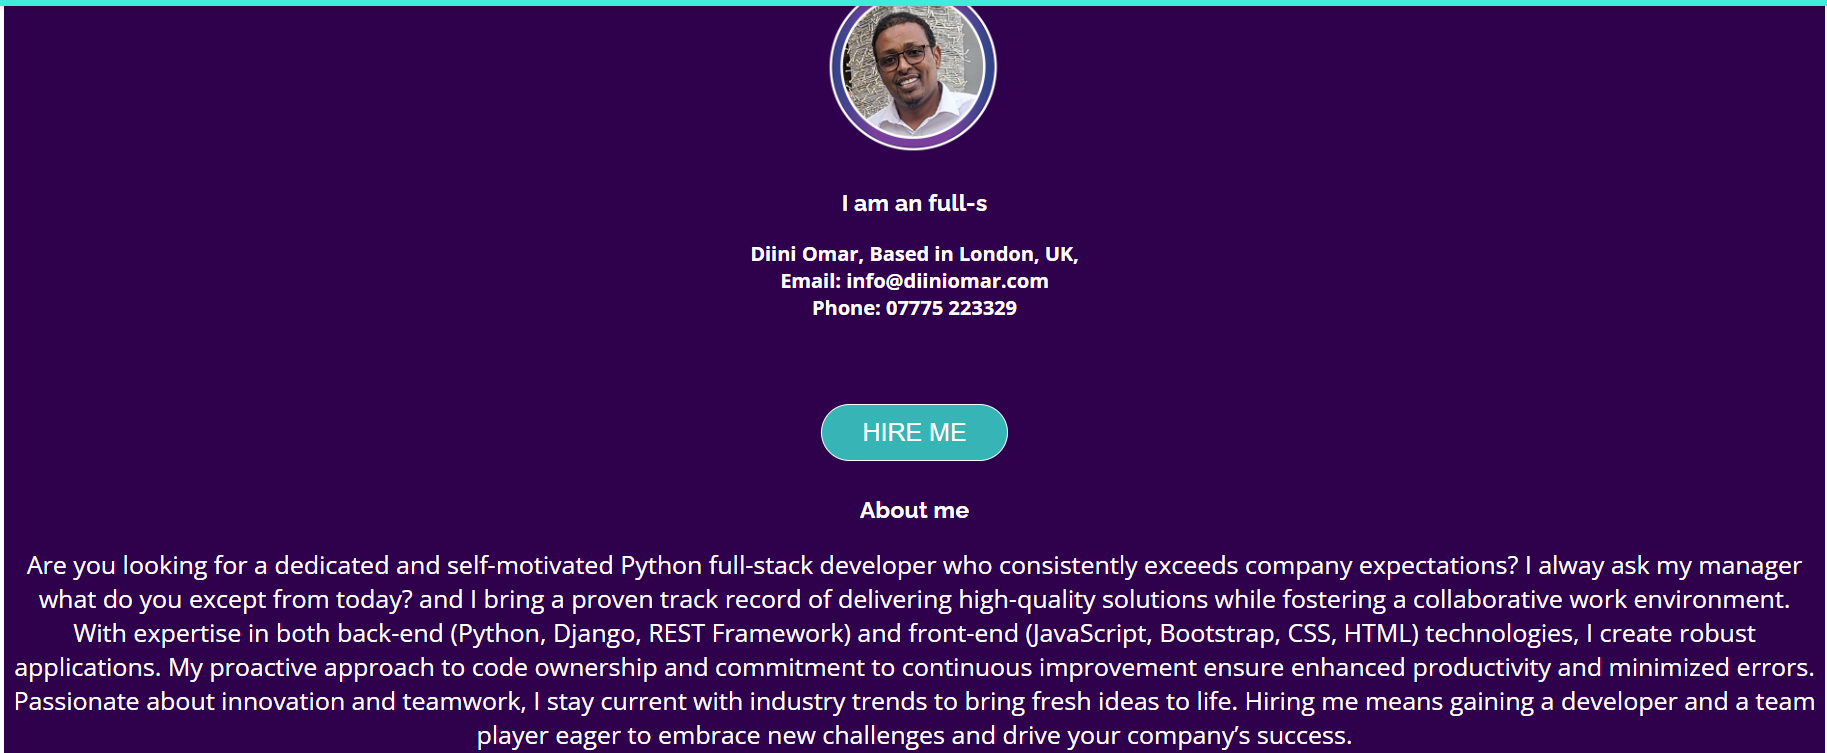 I am an full-s
Diini Omar, Based in London, UK,
Email: info@diiniomar.com
Phone: 07775 223329
HIRE ME
About me
Are you looking for a dedicated and self-motivated Python full-stack developer who consistently exceeds company expectations? I alway ask my manager
what do you except from today? and I bring a proven track record of delivering high-quality solutions while fostering a collaborative work environment.
With expertise in both back-end (Python, Django, REST Framework) and front-end (JavaScript, Bootstrap, CSS, HTML) technologies, I create robust
applications. My proactive approach to code ownership and commitment to continuous improvement ensure enhanced productivity and minimized errors.
Passionate about innovation and teamwork, I stay current with industry trends to bring fresh ideas to life. Hiring me means gaining a developer and a team
player eager to embrace new challenges and drive your company’s success.